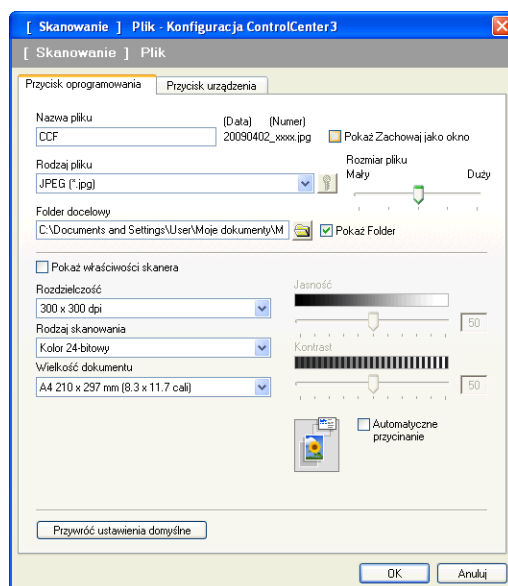 [ Skanowanie ] Plik - Konfiguracja ControlCenter3
[ Skanowanie ] Plik
Przycisk oprogramowania
Przycisk urządzenia
Nazwa pliku
(Data) (Numer)
CCF
20090402_xxxx.jpg
Pokaż Zachowaj jako okno
Rodzaj pliku
Rozmiar pliku
Mały Duży
JPEG (*.jpg)
Folder docelowy
C:\Documents and Settings\User\Moje dokumenty\M
Pokaż Folder
Pokaż właściwości skanera
Rozdzielczość
Jasność
300 x 300 dpi
50
Rodzaj skanowania
Kontrast
Kolor 24-bitowy
Wielkość dokumentu
A4 210 x 297 mm (8.3 x 11.7 cali)
50
Automatyczne
przycinanie
Przywróć ustawienia domyślne
OK
Anuluj